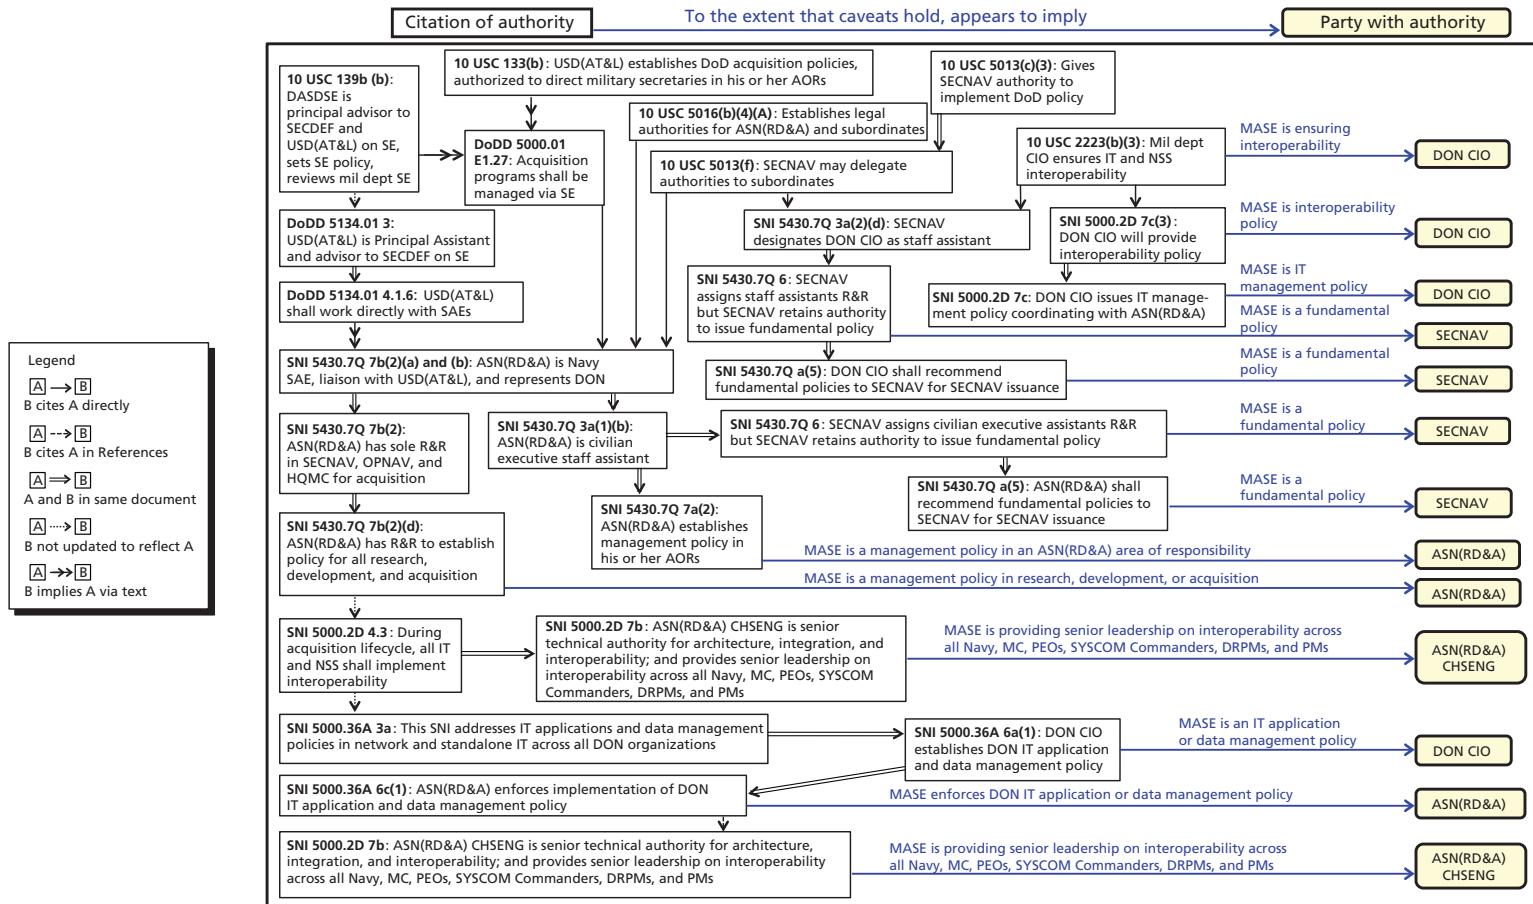 Citation of authority
To the extent that caveats hold, appears to imply
Party with authority
10 USC 139b (b):
DASDSE is
principal advisor to
SECDEF and
USD(AT&L) on SE,
sets SE policy,
reviews mil dept SE
10 USC 133(b): USD(AT&L) establishes DoD acquisition policies,
authorized to direct military secretaries in his or her AORs
10 USC 5013(c)(3): Gives
SECNAV authority to
implement DoD policy
10 USC 5016(b)(4)(A): Establishes legal
authorities for ASN(RD&A) and subordinates
DoDD 5000.01
E1.27: Acquisition
programs shall be
managed via SE
10 USC 5013(f): SECNAV may delegate
authorities to subordinates
10 USC 2223(b)(3): Mil dept
CIO ensures IT and NSS
interoperability
MASE is ensuring
interoperability
DON CIO
DoDD 5134.01 3:
USD(AT&L) is Principal Assistant
and advisor to SECDEF on SE
SNI 5430.7Q 3a(2)(d): SECNAV
designates DON CIO as staff assistant
SNI 5000.2D 7c(3):
DON CIO will provide
interoperability policy
MASE is interoperability
policy
DON CIO
DoDD 5134.01 4.1.6: USD(AT&L)
shall work directly with SAEs
SNI 5430.7Q 6: SECNAV
assigns staff assistants R&R
but SECNAV retains authority
to issue fundamental policy
SNI 5000.2D 7c: DON CIO issues IT manage-
ment policy coordinating with ASN(RD&A)
MASE is IT
management policy
DON CIO
MASE is a fundamental
policy
SECNAV
SNI 5430.7Q 7b(2)(a) and (b): ASN(RD&A) is Navy
SAE, liaison with USD(AT&L), and represents DON
SNI 5430.7Q a(5): DON CIO shall recommend
fundamental policies to SECNAV for SECNAV issuance
MASE is a fundamental
policy
SECNAV
Legend
A B
B cites A directly
A B
B cites A in References
A B
A and B in same document
A B
B not updated to reflect A
A B
B implies A via text
SNI 5430.7Q 7b(2):
ASN(RD&A) has sole R&R
in SECNAV, OPNAV, and
HQMC for acquisition
SNI 5430.7Q 3a(1)(b):
ASN(RD&A) is civilian
executive staff assistant
SNI 5430.7Q 6: SECNAV assigns civilian executive assistants R&R
but SECNAV retains authority to issue fundamental policy
MASE is a
fundamental policy
SECNAV
SNI 5430.7Q a(5): ASN(RD&A) shall
recommend fundamental policies to
SECNAV for SECNAV issuance
MASE is a
fundamental policy
SECNAV
SNI 5430.7Q 7b(2)(d):
ASN(RD&A) has R&R to establish
policy for all research,
development, and acquisition
SNI 5430.7Q 7a(2):
ASN(RD&A) establishes
management policy in
his or her AORs
MASE is a management policy in an ASN(RD&A) area of responsibility
ASN(RD&A)
MASE is a management policy in research, development, or acquisition
ASN(RD&A)
SNI 5000.2D 4.3: During
acquisition lifecycle, all IT
and NSS shall implement
interoperability
SNI 5000.2D 7b: ASN(RD&A) CHSENG is senior
technical authority for architecture, integration, and
interoperability; and provides senior leadership on
interoperability across all Navy, MC, PEOs, SYSCOM
Commanders, DRPMs, and PMs
MASE is providing senior leadership on interoperability across
all Navy, MC, PEOs, SYSCOM Commanders, DRPMs, and PMs
ASN(RD&A)
CHSENG
SNI 5000.36A 3a: This SNI addresses IT applications and data management
policies in network and standalone IT across all DON organizations
SNI 5000.36A 6a(1): DON CIO
establishes DON IT application
and data management policy
MASE is an IT application
or data management policy
DON CIO
SNI 5000.36A 6c(1): ASN(RD&A) enforces implementation of DON
IT application and data management policy
MASE enforces DON IT application or data management policy
ASN(RD&A)
SNI 5000.2D 7b: ASN(RD&A) CHSENG is senior technical authority for architecture,
integration, and interoperability; and provides senior leadership on interoperability
across all Navy, MC, PEOs, SYSCOM Commanders, DRPMs, and PMs
MASE is providing senior leadership on interoperability across
all Navy, MC, PEOs, SYSCOM Commanders, DRPMs, and PMs
ASN(RD&A)
CHSENG